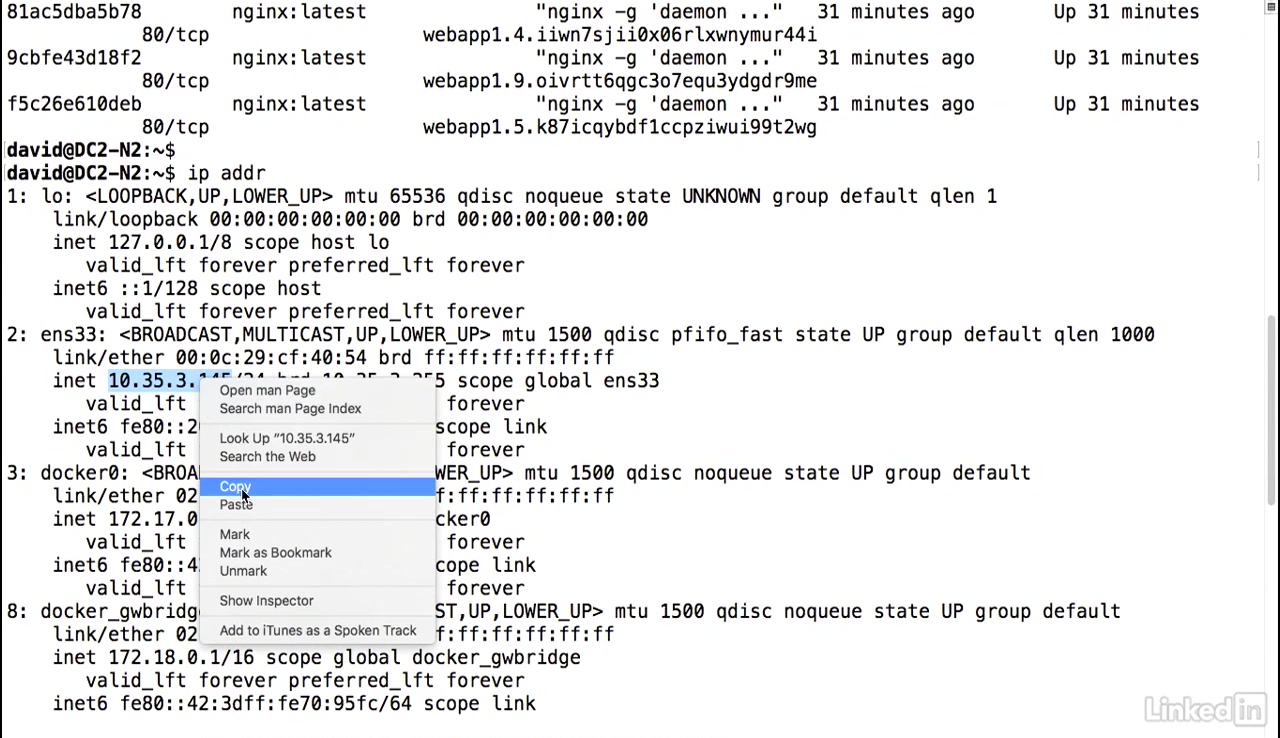 81ac5dba5b78 nginx:latest "nginx -g 'daemon ..." 31 minutes ago Up 31 minutes
80/tcp webapp1.4.iiwn7sjii0x06rlxwnymur44i
9cbfe43d18f2 nginx:latest "nginx -g 'daemon ..." 31 minutes ago Up 31 minutes
80/tcp webapp1.9.oivrtt6qgc3o7equ3ydgdr9me
f5c26e610deb nginx:latest "nginx -g 'daemon ..." 31 minutes ago Up 31 minutes
80/tcp webapp1.5.k87icqybdf1ccpziwui99t2wg
david@DC2-N2:~$
david@DC2-N2:~$ ip addr
1: lo: <LOOPBACK,UP,LOWER_UP> mtu 65536 qdisc noqueue state UNKNOWN group default qlen 1
link/loopback 00:00:00:00:00:00 brd 00:00:00:00:00:00
inet 127.0.0.1/8 scope host lo
valid_lft forever preferred_lft forever
inet6 ::1/128 scope host
valid_lft forever preferred_lft forever
2: ens33: <BROADCAST,MULTICAST,UP,LOWER_UP> mtu 1500 qdisc pfifo_fast state UP group default qlen 1000
link/ether 00:0c:29:cf:40:54 brd ff:ff:ff:ff:ff:ff
inet 10.35.3.145/24 brd 10.35.3.255 scope global ens33
valid_lft forever
inet6 fe80::2 scope link
valid_lft forever
3: docker0: <BROA WER_UP> mtu 1500 qdisc noqueue state UP group default
link/ether 02 f:ff:ff:ff:ff:ff
inet 172.17.0 cker0
valid_lft forever
inet6 fe80::4 cope link
valid_lft forever
8: docker_gwbridge ST,UP,LOWER_UP> mtu 1500 qdisc noqueue state UP group default
link/ether 02 f:ff:ff:ff:ff:ff
inet 172.18.0.1/16 scope global docker_gwbridge
valid_lft forever preferred_lft forever
inet6 fe80::42:3dff:fe70:95fc/64 scope link
Open man Page
Search man Page Index
Look Up “10.35.3.145”
Search the Web
Copy
Paste
Mark
Mark as Bookmark
Unmark
Show Inspector
Add to iTunes as a Spoken Track
Linked in